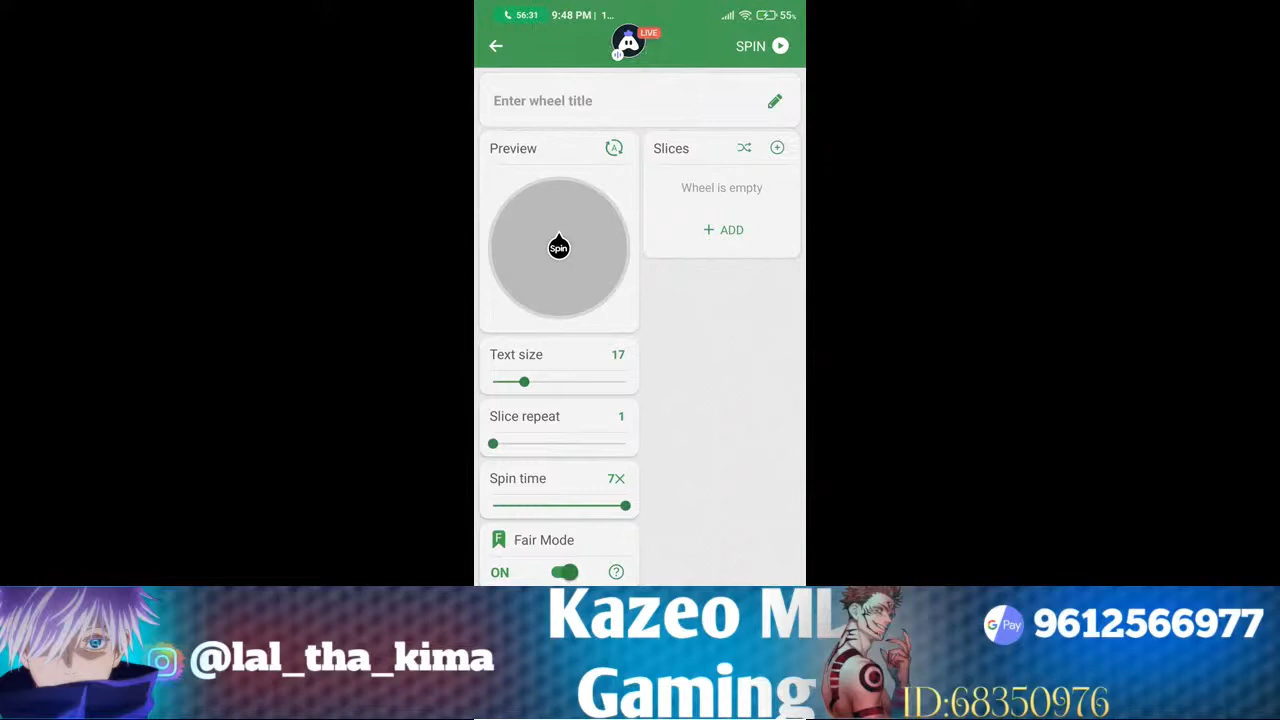 56:31 9:48 PM | 1... 55%
LIVE
SPIN
Enter wheel title
Preview
A
Spin
Slices
Wheel is empty
+ ADD
Text size 17
Slice repeat 1
Spin time 7X
F Fair Mode
ON ?
@lal_tha_kima
Kazeo ML
Gaming
G Pay 9612566977
ID:68350976